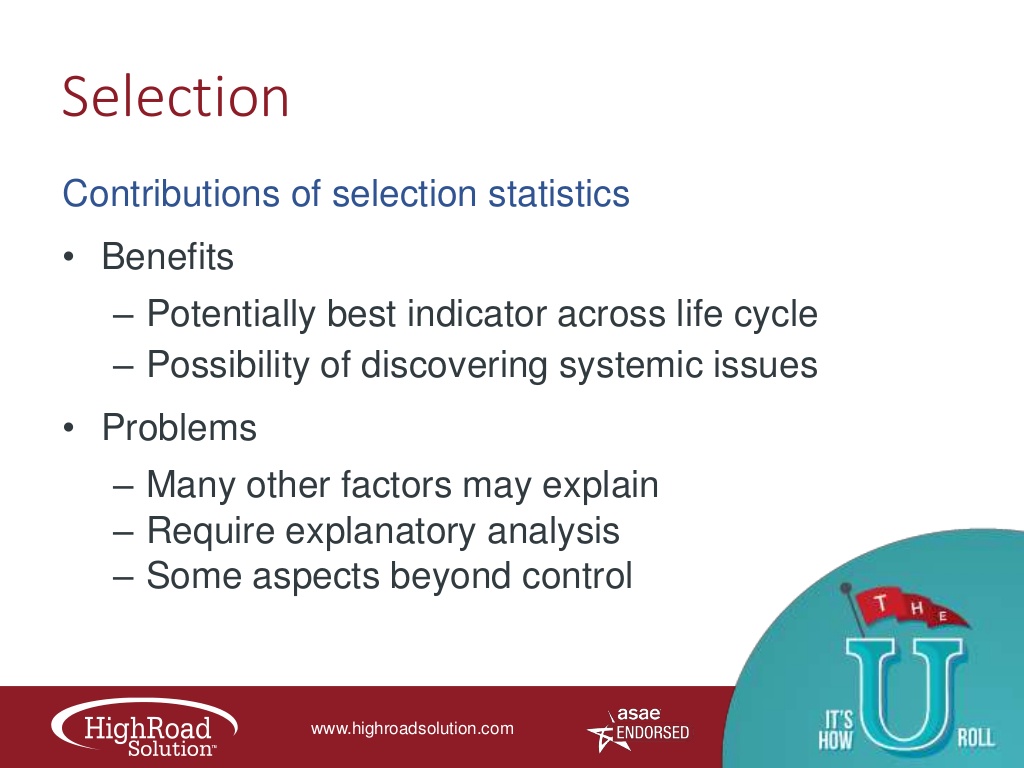 Selection
Contributions of selection statistics
• Benefits
– Potentially best indicator across life cycle
– Possibility of discovering systemic issues
• Problems
– Many other factors may explain
– Require explanatory analysis
– Some aspects beyond control
HighRoad
Solution™
www.highroadsolution.com
asae
ENDORSED
THE
IT'S
HOW
U
ROLL